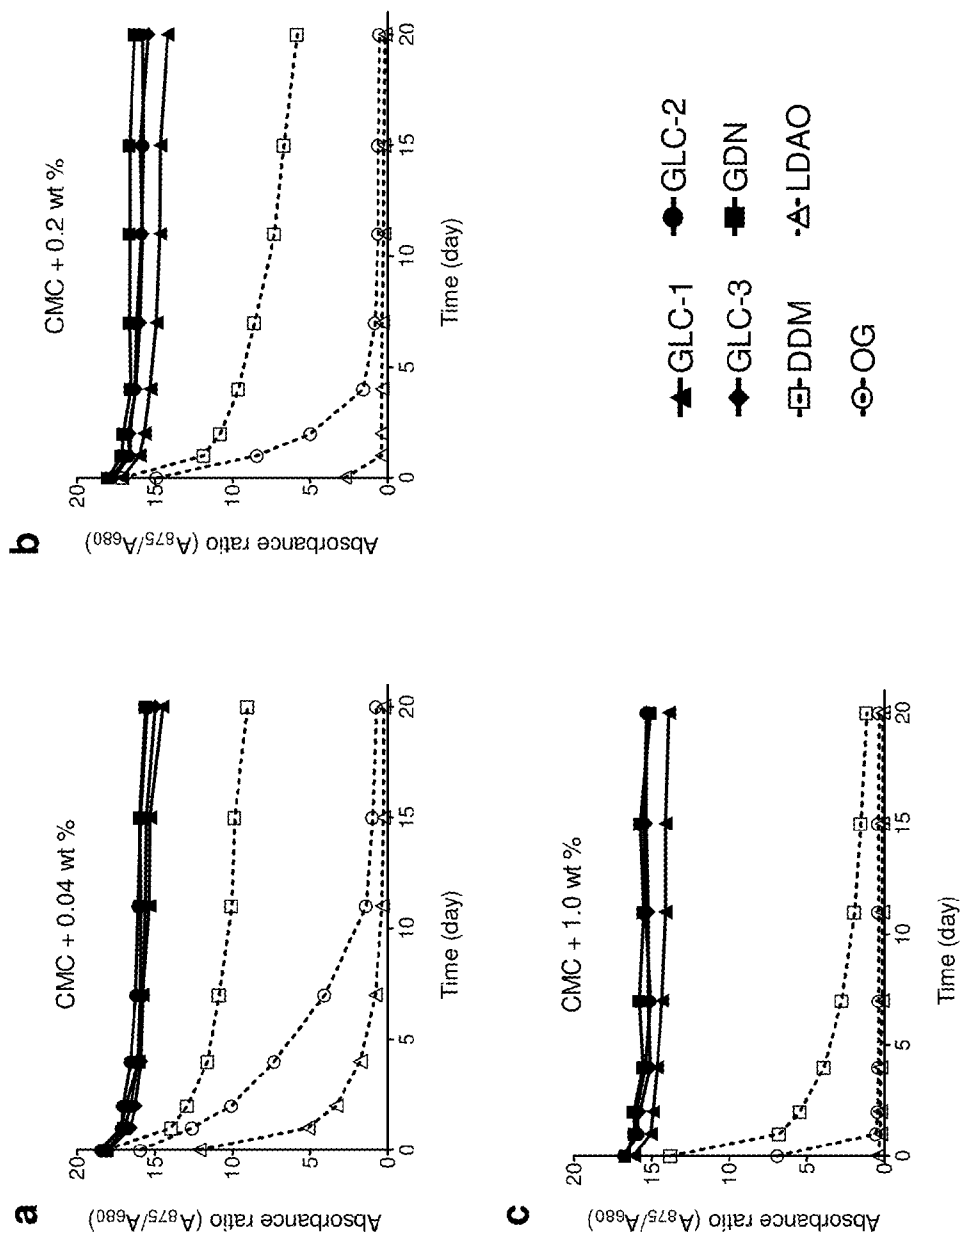 a
CMC + 0.04 wt %
Absorbance ratio (A875/A680)
20
15
10
5
0
0
5
10
15
20
Time (day)
b
CMC + 0.2 wt %
Absorbance ratio (A875/A680)
20
15
10
5
0
0
5
10
15
20
Time (day)
c
CMC + 1.0 wt %
Absorbance ratio (A875/A680)
20
15
10
5
0
0
5
10
15
20
Time (day)
GLC-1
GLC-2
GLC-3
GDN
DDM
LDAO
OG